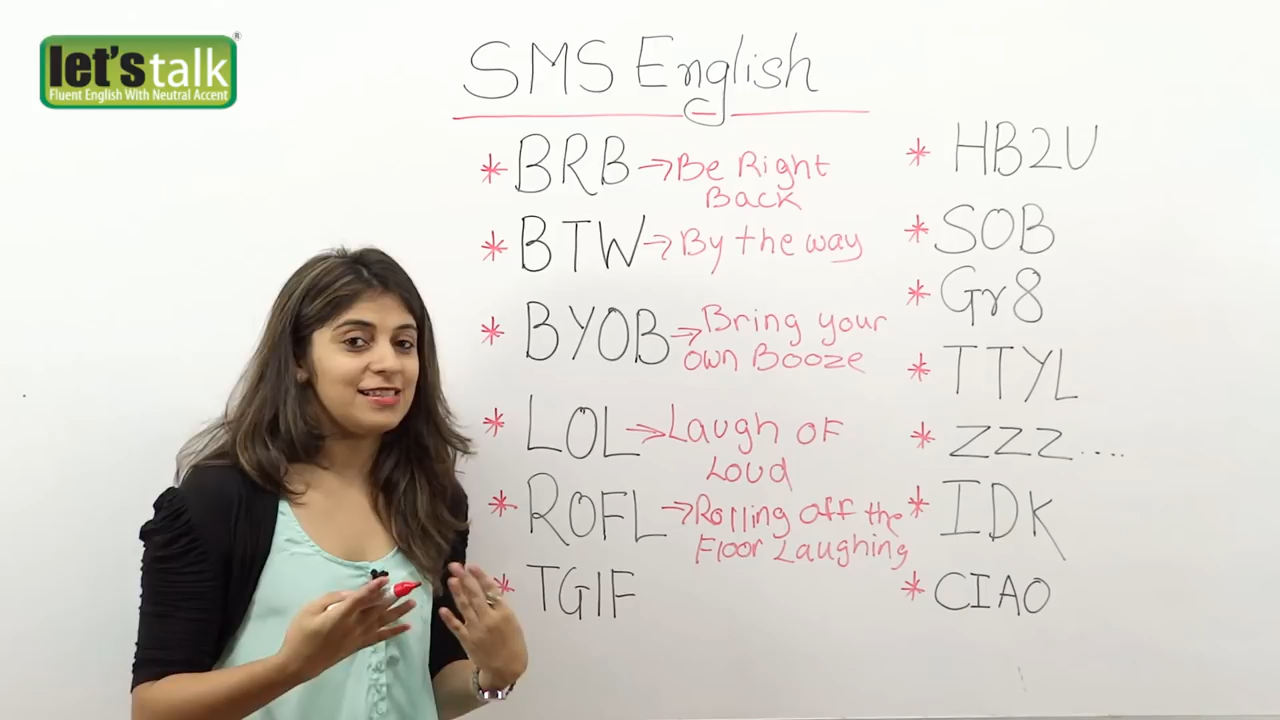 let's talk
®
Fluent English With Neutral Accent
SMS English
* BRB → Be Right
Back
* BTW → By the way
* BYOB → Bring your
own Booze
* LOL → Laugh of
Loud
* ROFL → Rolling off the
Floor Laughing
* TGIF
* HB2U
* SOB
* Gr8
* TTYL
* ZZZ....
* IDK
* CIAO